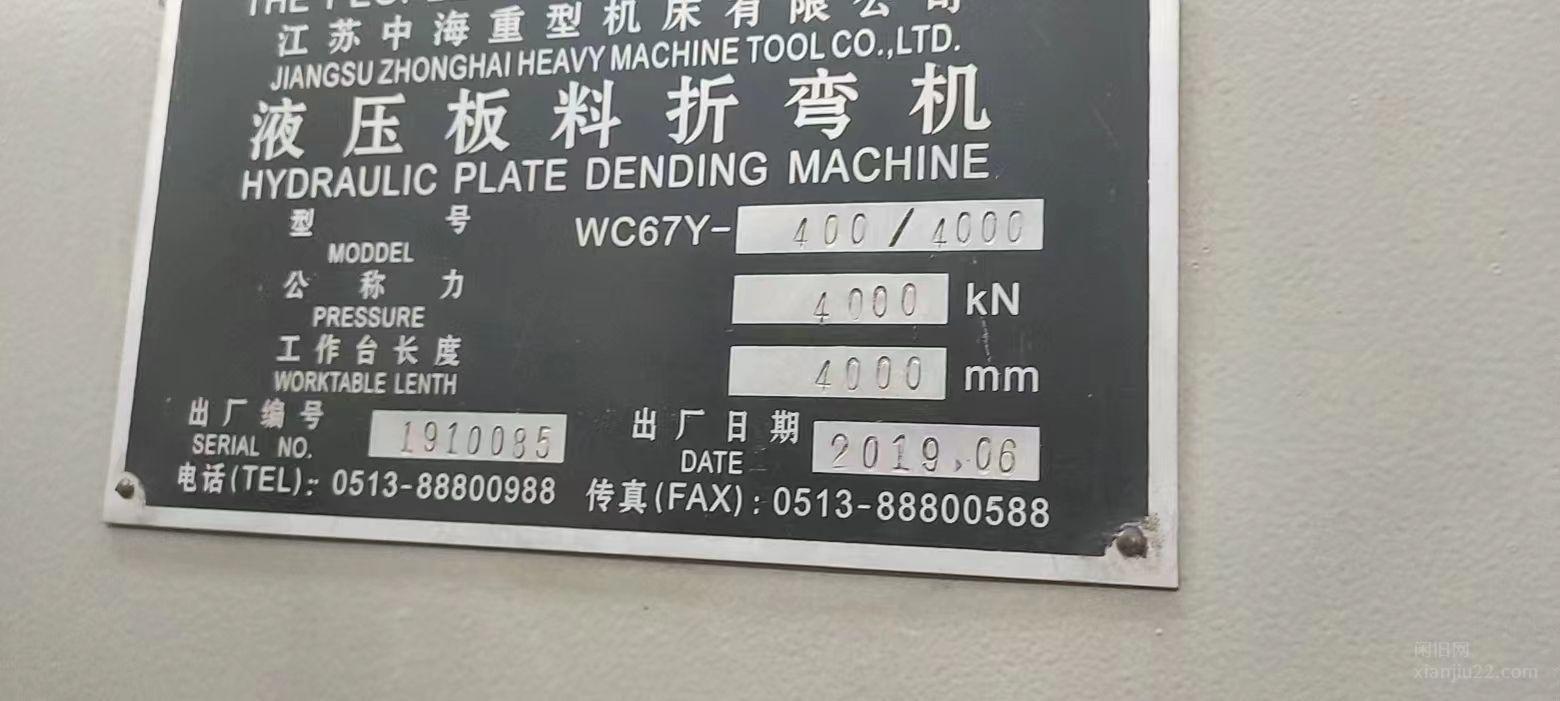 THE
江苏中海重型机床有限公司
JIANGSU ZHONGHAI HEAVY MACHINE TOOL CO.,LTD.
液压板料折弯机
HYDRAULIC PLATE DENDING MACHINE
型号 WC67Y-400/4000
MODDEL
公称力 4000 kN
PRESSURE
工作台长度 4000 mm
WORKTABLE LENTH
出厂编号 1910085 出厂日期 2019.06
SERIAL NO. DATE
电话(TEL): 0513-88800988 传真(FAX): 0513-88800588
闲旧网
xianjiu22.com